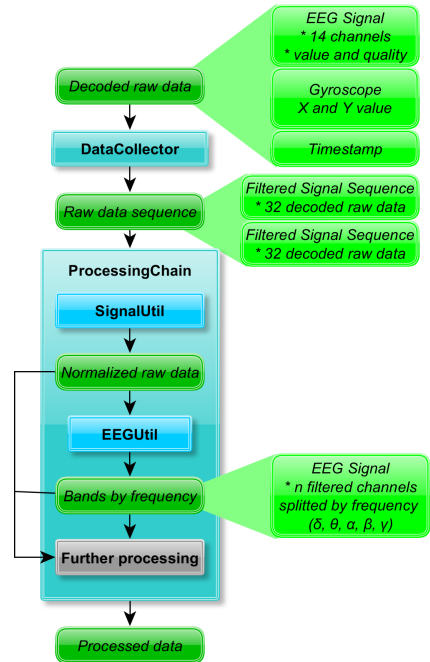 EEG Signal
* 14 channels
* value and quality
Decoded raw data
Gyroscope
X and Y value
DataCollector
Timestamp
Filtered Signal Sequence
* 32 decoded raw data
Raw data sequence
Filtered Signal Sequence
* 32 decoded raw data
ProcessingChain
SignalUtil
Normalized raw data
EEGUtil
EEG Signal
* n filtered channels
splitted by frequency
(δ, θ, α, β, γ)
Bands by frequency
Further processing
Processed data